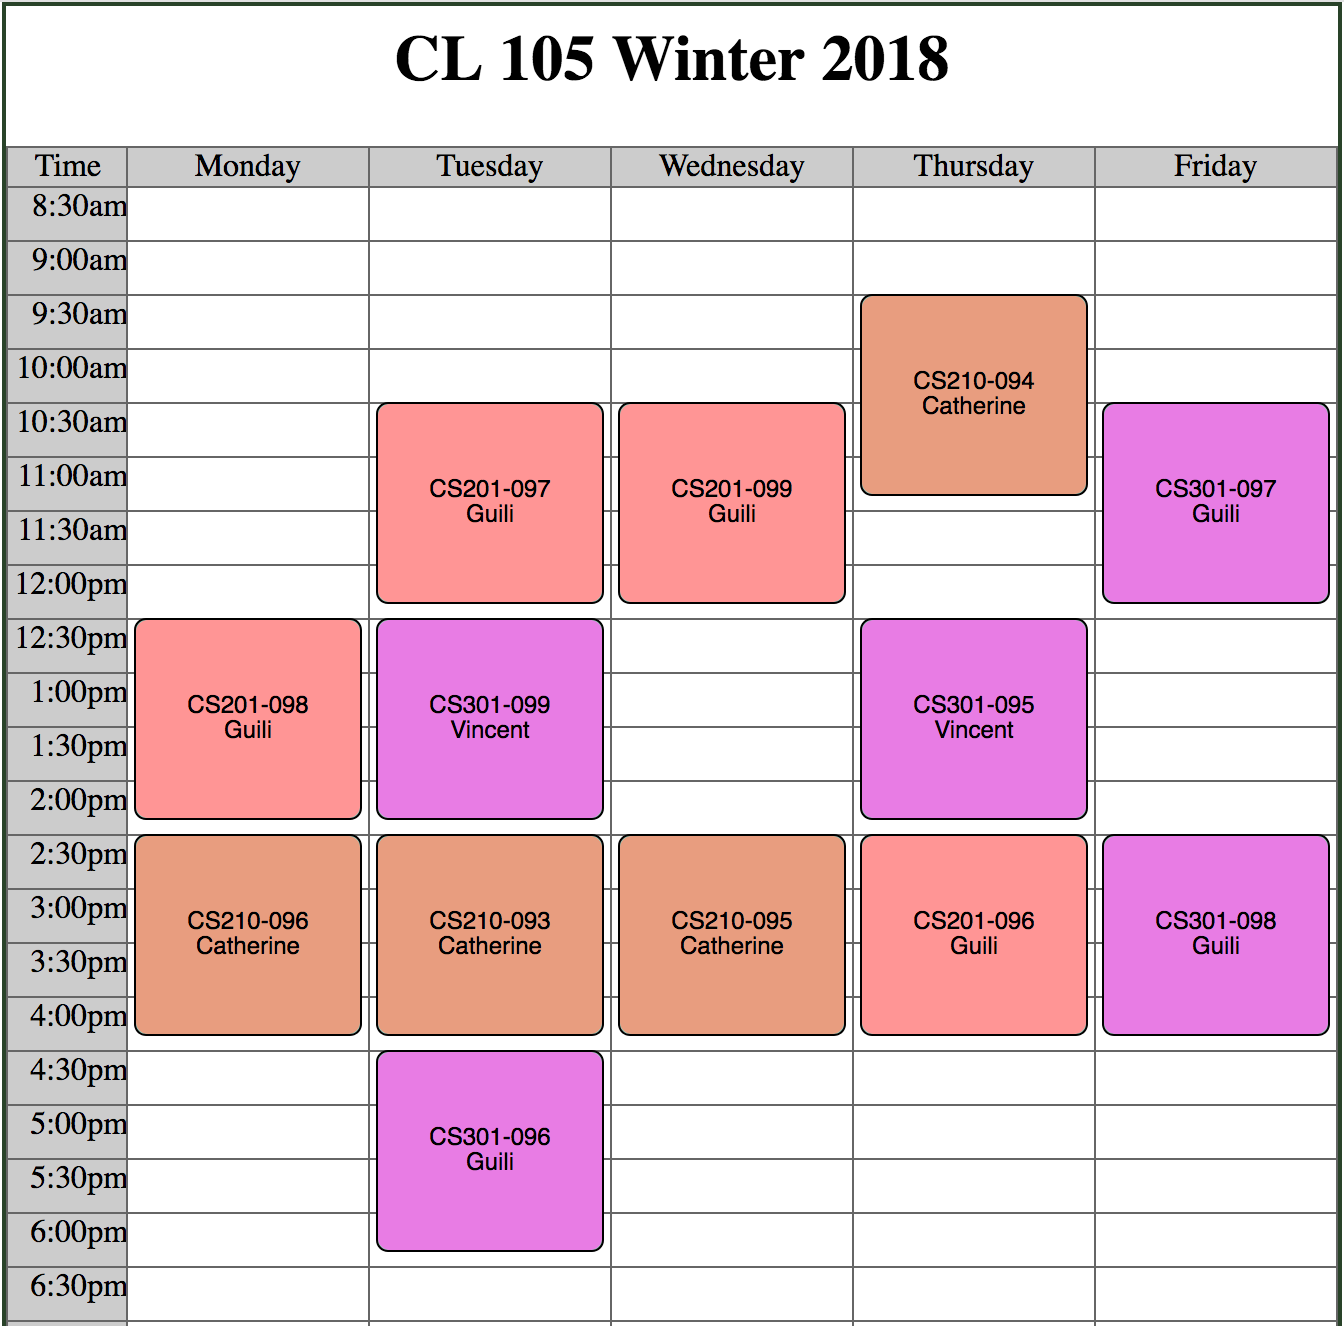 CL 105 Winter 2018
Time Monday Tuesday Wednesday Thursday Friday
8:30am
9:00am
9:30am
10:00am
CS210-094
Catherine
10:30am
11:00am
CS201-097 CS201-099 CS301-097
Guili Guili Guili
11:30am
12:00pm
12:30pm
1:00pm
CS201-098 CS301-099 CS301-095
Guili Vincent Vincent
1:30pm
2:00pm
2:30pm
3:00pm
CS210-096 CS210-093 CS210-095 CS201-096 CS301-098
Catherine Catherine Catherine Guili Guili
3:30pm
4:00pm
4:30pm
5:00pm
CS301-096
Guili
5:30pm
6:00pm
6:30pm